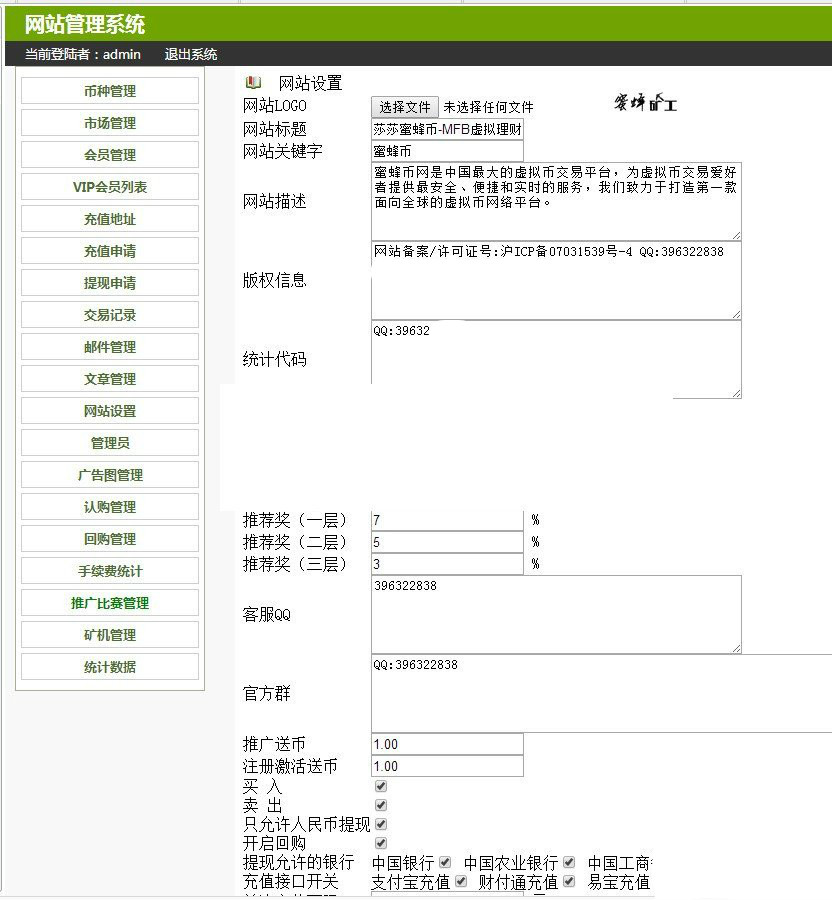 网站管理系统
当前登陆者：admin 退出系统
币种管理
市场管理
会员管理
VIP会员列表
充值地址
充值申请
提现申请
交易记录
邮件管理
文章管理
网站设置
管理员
广告图管理
认购管理
回购管理
手续费统计
推广比赛管理
矿机管理
统计数据
网站设置
网站LOGO 选择文件 未选择任何文件 蜜蜂矿工
网站标题 莎莎蜜蜂币-MFB虚拟理财
网站关键字 蜜蜂币
网站描述 蜜蜂币网是中国最大的虚拟币交易平台，为虚拟币交易爱好
者提供最安全、便捷和实时的服务，我们致力于打造第一款
面向全球的虚拟币网络平台。
版权信息 网站备案/许可证号:沪ICP备07031539号-4 QQ:396322838
统计代码 QQ:39632
推荐奖（一层） 7 %
推荐奖（二层） 5 %
推荐奖（三层） 3 %
客服QQ 396322838
官方群 QQ:396322838
推广送币 1.00
注册激活送币 1.00
买 入
卖 出
只允许人民币提现
开启回购
提现允许的银行 中国银行 中国农业银行 中国工商
充值接口开关 支付宝充值 财付通充值 易宝充值